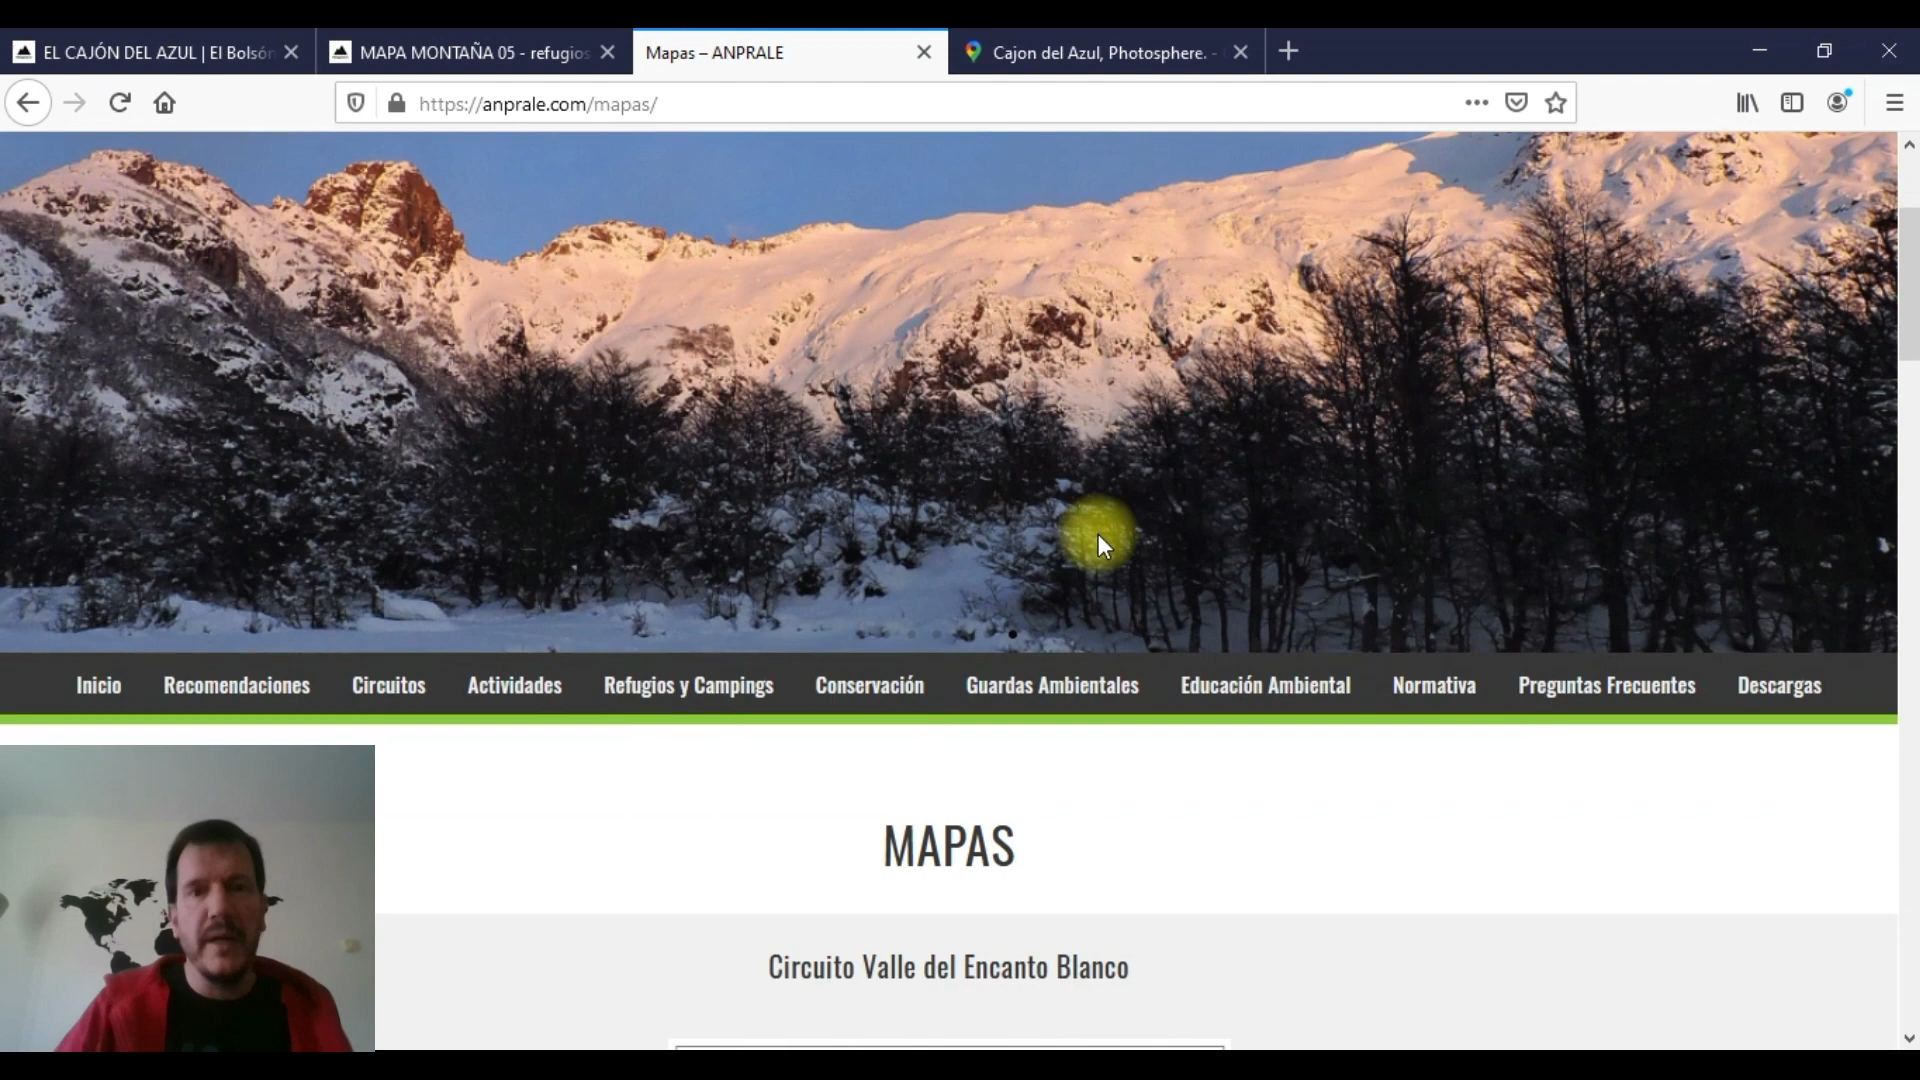 EL CAJÓN DEL AZUL | El Bolsón
MAPA MONTAÑA 05 - refugios
Mapas – ANPRALE
Cajon del Azul, Photosphere. -
https://anprale.com/mapas/
Inicio
Recomendaciones
Circuitos
Actividades
Refugios y Campings
Conservación
Guardas Ambientales
Educación Ambiental
Normativa
Preguntas Frecuentes
Descargas
MAPAS
Circuito Valle del Encanto Blanco